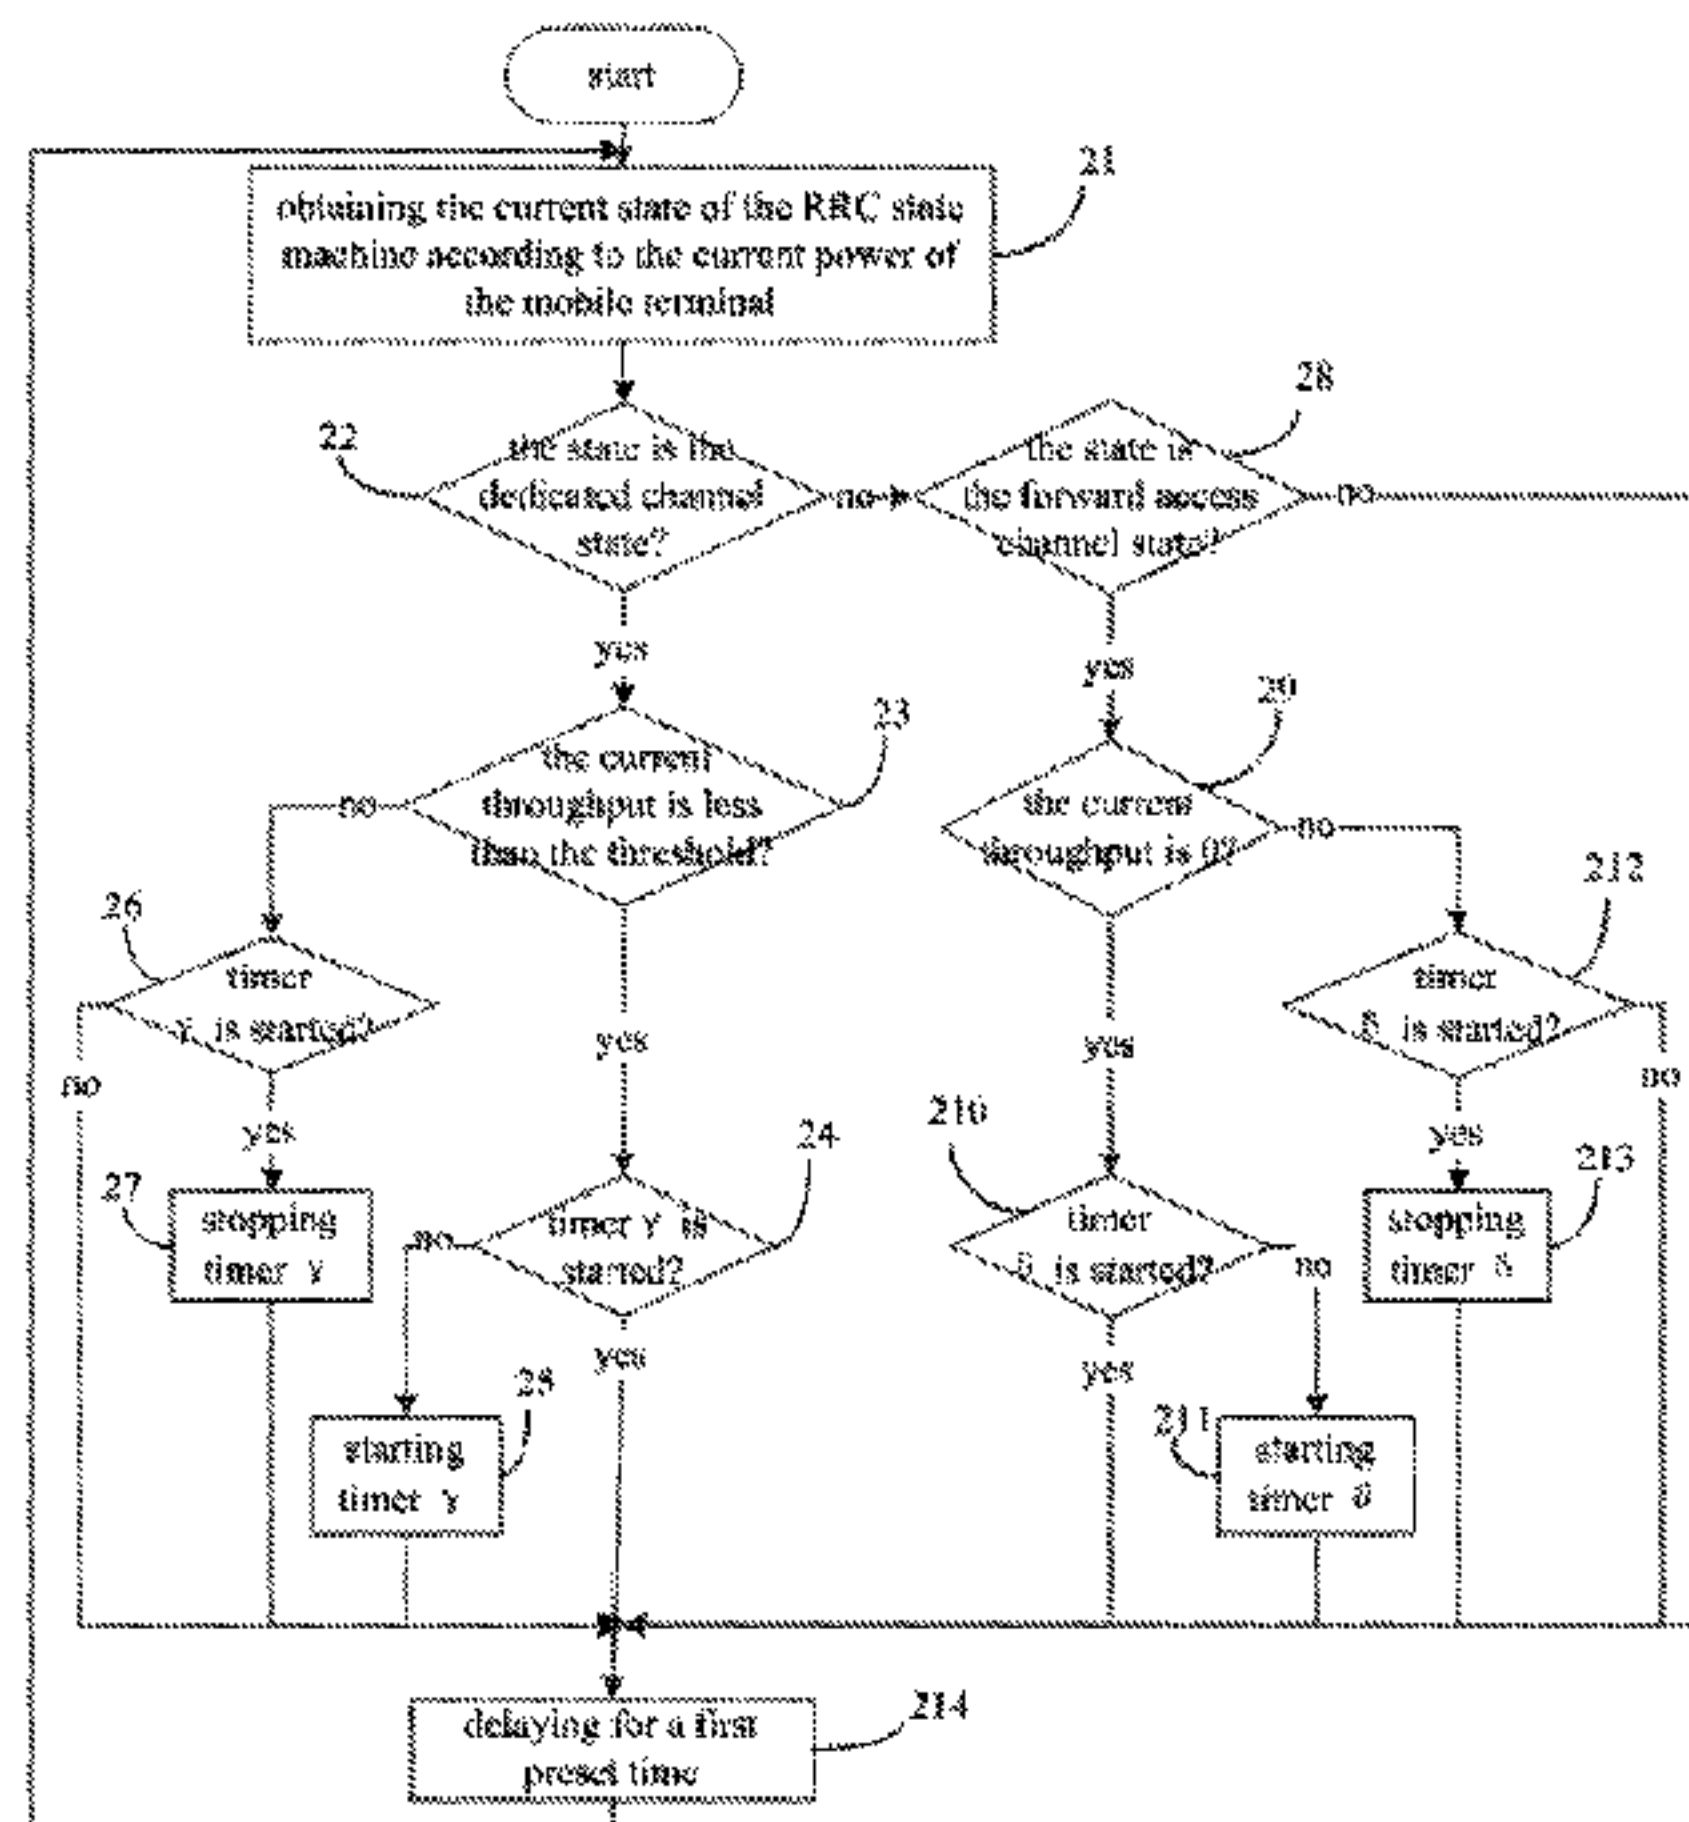 start
21
obtaining the current state of the RRC state
machine according to the current power of
the mobile terminal
22
the state is the
dedicated channel
state?
no
28
the state is
the forward access
channel state?
no
yes
yes
23
the current
throughput is less
than the threshold?
no
29
the current
throughput is 0?
no
26
timer
γ is started?
no
yes
212
timer
δ is started?
no
yes
yes
yes
27
stopping
timer γ
24
timer γ is
started?
no
yes
210
timer
δ is started?
no
yes
213
stopping
timer δ
25
starting
timer γ
211
starting
timer δ
214
delaying for a first
preset time